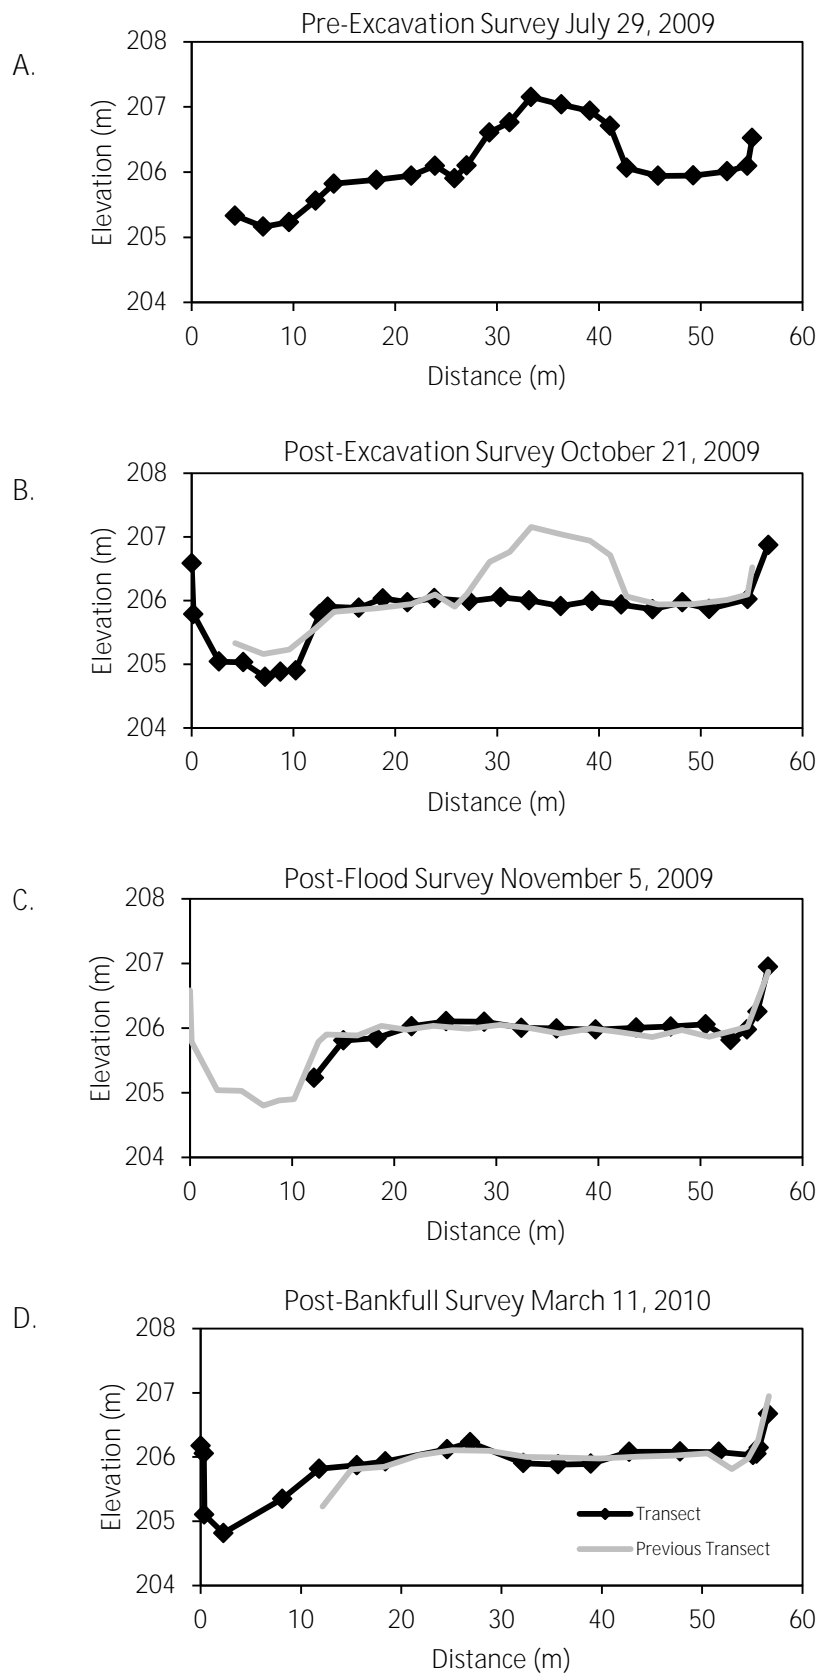 Pre-Excavation Survey July 29, 2009
A.
208
207
206
205
204
Elevation (m)
0 10 20 30 40 50 60
Distance (m)
Post-Excavation Survey October 21, 2009
B.
208
207
206
205
204
Elevation (m)
0 10 20 30 40 50 60
Distance (m)
Post-Flood Survey November 5, 2009
C.
208
207
206
205
204
Elevation (m)
0 10 20 30 40 50 60
Distance (m)
Post-Bankfull Survey March 11, 2010
D.
208
207
206
205
204
Elevation (m)
Transect
Previous Transect
0 10 20 30 40 50 60
Distance (m)